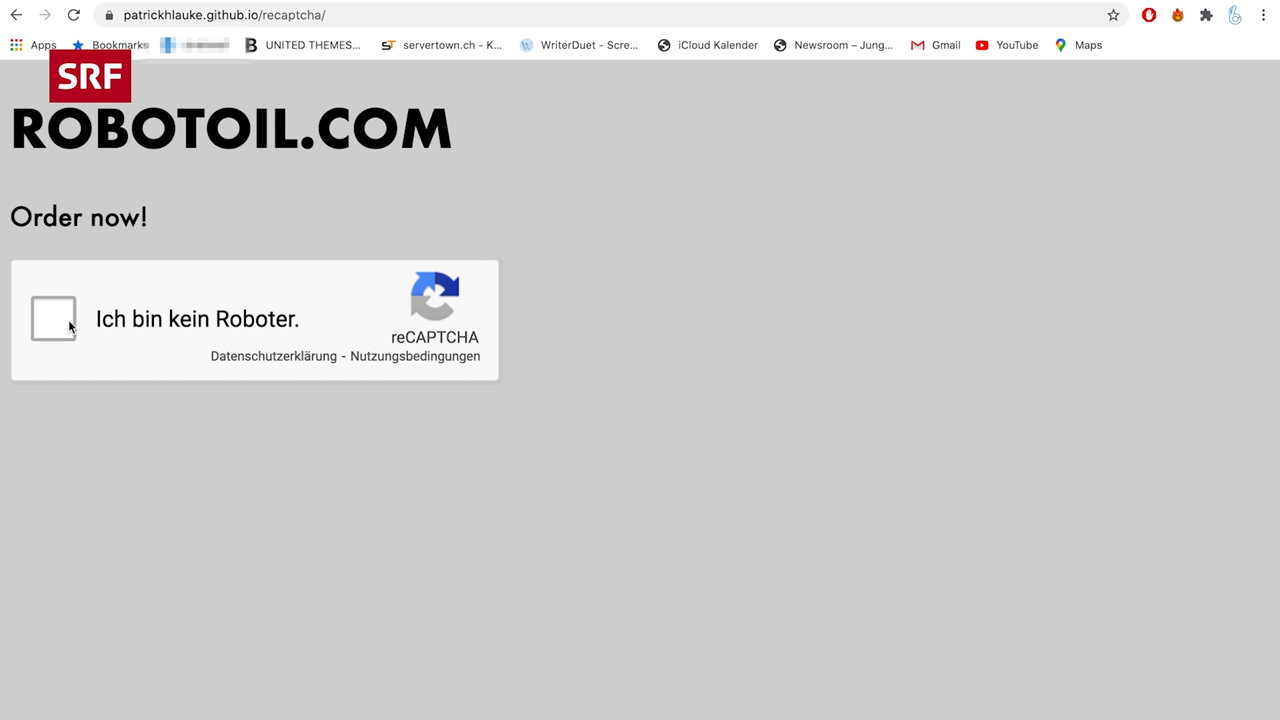 patrickhlauke.github.io/recaptcha/
Apps Bookmarks UNITED THEMES... servertown.ch - K... WriterDuet - Scre... iCloud Kalender Newsroom – Jung... Gmail YouTube Maps
SRF
ROBOTOIL.COM
Order now!
Ich bin kein Roboter.
reCAPTCHA
Datenschutzerklärung - Nutzungsbedingungen